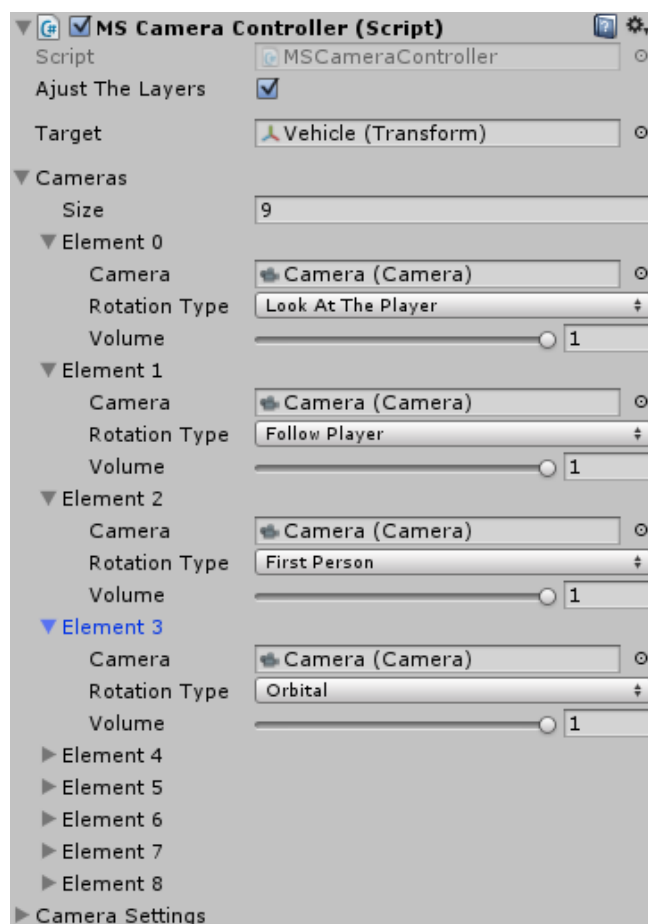 MS Camera Controller (Script)
Script MSCameraController
Ajust The Layers
Target Vehicle (Transform)
Cameras
Size 9
Element 0
Camera Camera (Camera)
Rotation Type Look At The Player
Volume 1
Element 1
Camera Camera (Camera)
Rotation Type Follow Player
Volume 1
Element 2
Camera Camera (Camera)
Rotation Type First Person
Volume 1
Element 3
Camera Camera (Camera)
Rotation Type Orbital
Volume 1
Element 4
Element 5
Element 6
Element 7
Element 8
Camera Settings